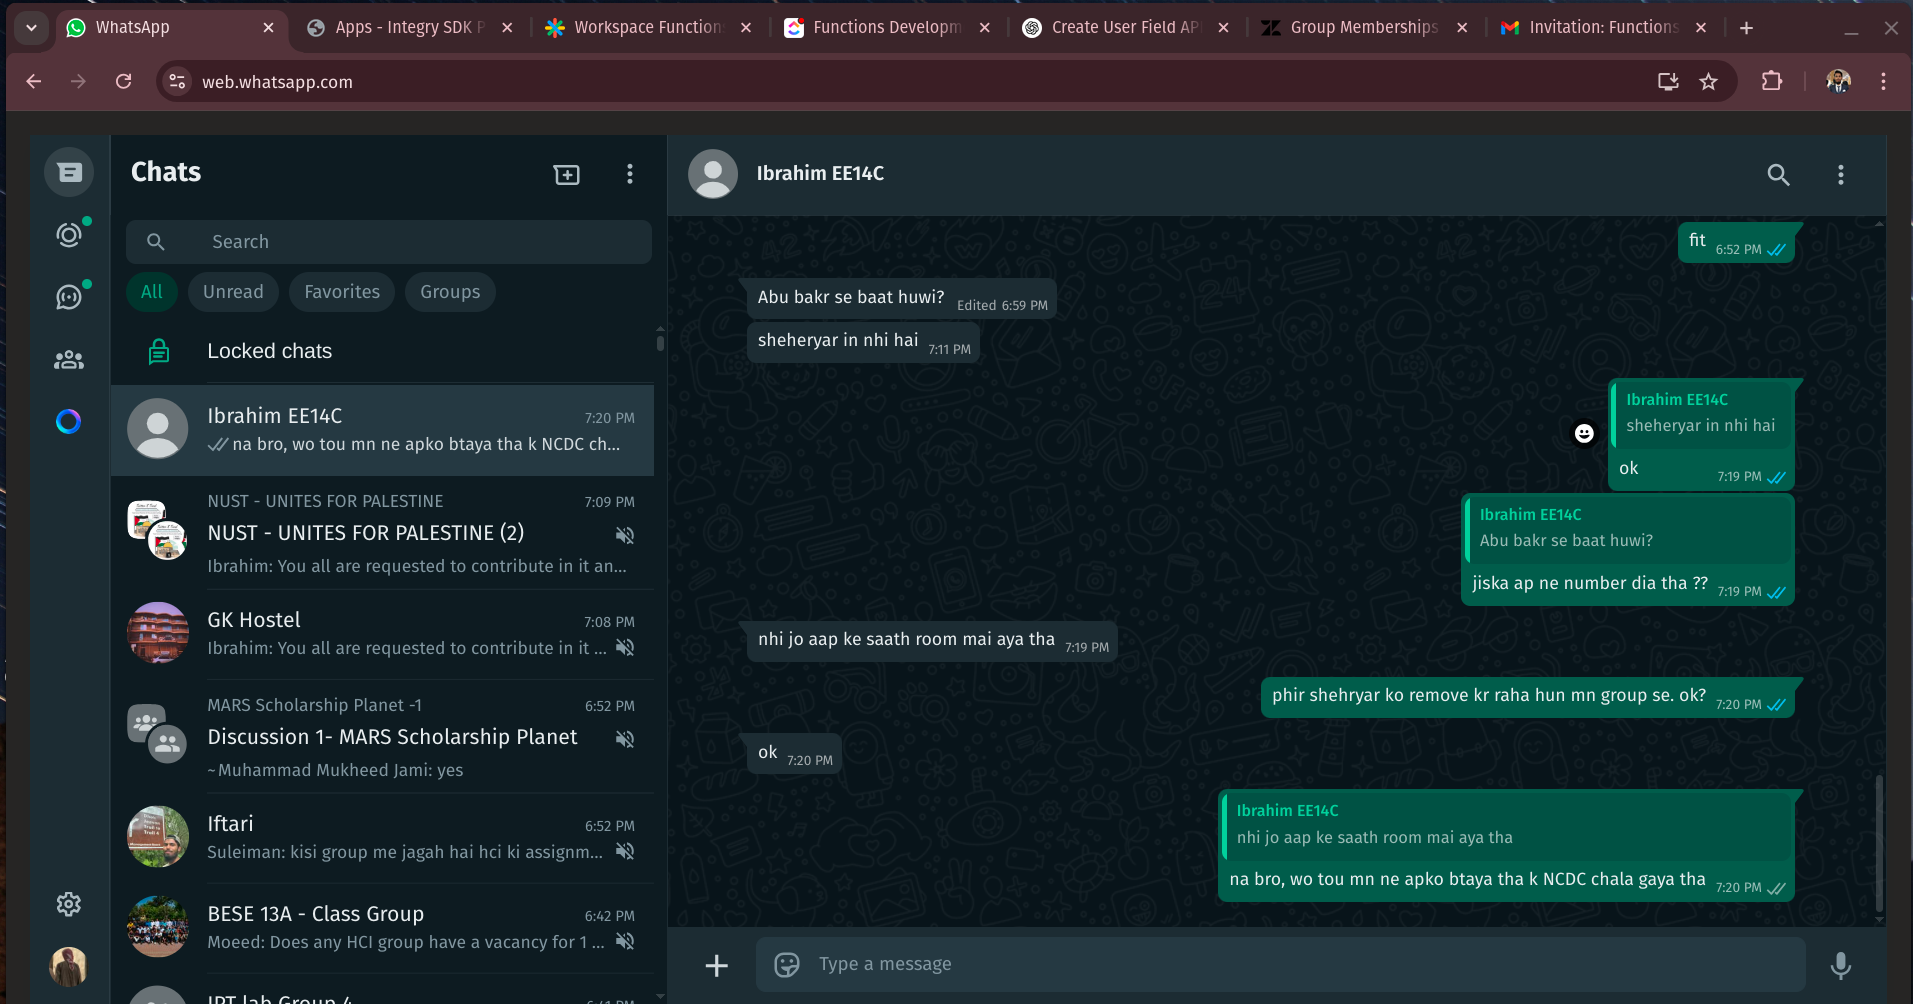 WhatsApp
Apps - Integry SDK P
Workspace Function
Functions Developm
Create User Field AP
Group Memberships
Invitation: Functions
web.whatsapp.com
Chats
Search
All
Unread
Favorites
Groups
Locked chats
Ibrahim EE14C
7:20 PM
na bro, wo tou mn ne apko btaya tha k NCDC ch...
NUST - UNITES FOR PALESTINE
7:09 PM
NUST - UNITES FOR PALESTINE (2)
Ibrahim: You all are requested to contribute in it an...
GK Hostel
7:08 PM
Ibrahim: You all are requested to contribute in it ...
MARS Scholarship Planet -1
6:52 PM
Discussion 1- MARS Scholarship Planet
~Muhammad Mukheed Jami: yes
Iftari
6:52 PM
Suleiman: kisi group me jagah hai hci ki assignm...
BESE 13A - Class Group
6:42 PM
Moeed: Does any HCI group have a vacancy for 1 ...
IPT lab Group 4
6:41 PM
Ibrahim EE14C
fit 6:52 PM
Abu bakr se baat huwi? Edited 6:59 PM
sheheryar in nhi hai 7:11 PM
Ibrahim EE14C
sheheryar in nhi hai
ok 7:19 PM
Ibrahim EE14C
Abu bakr se baat huwi?
jiska ap ne number dia tha ?? 7:19 PM
nhi jo aap ke saath room mai aya tha 7:19 PM
phir shehryar ko remove kr raha hun mn group se. ok? 7:20 PM
ok 7:20 PM
Ibrahim EE14C
nhi jo aap ke saath room mai aya tha
na bro, wo tou mn ne apko btaya tha k NCDC chala gaya tha 7:20 PM
Type a message